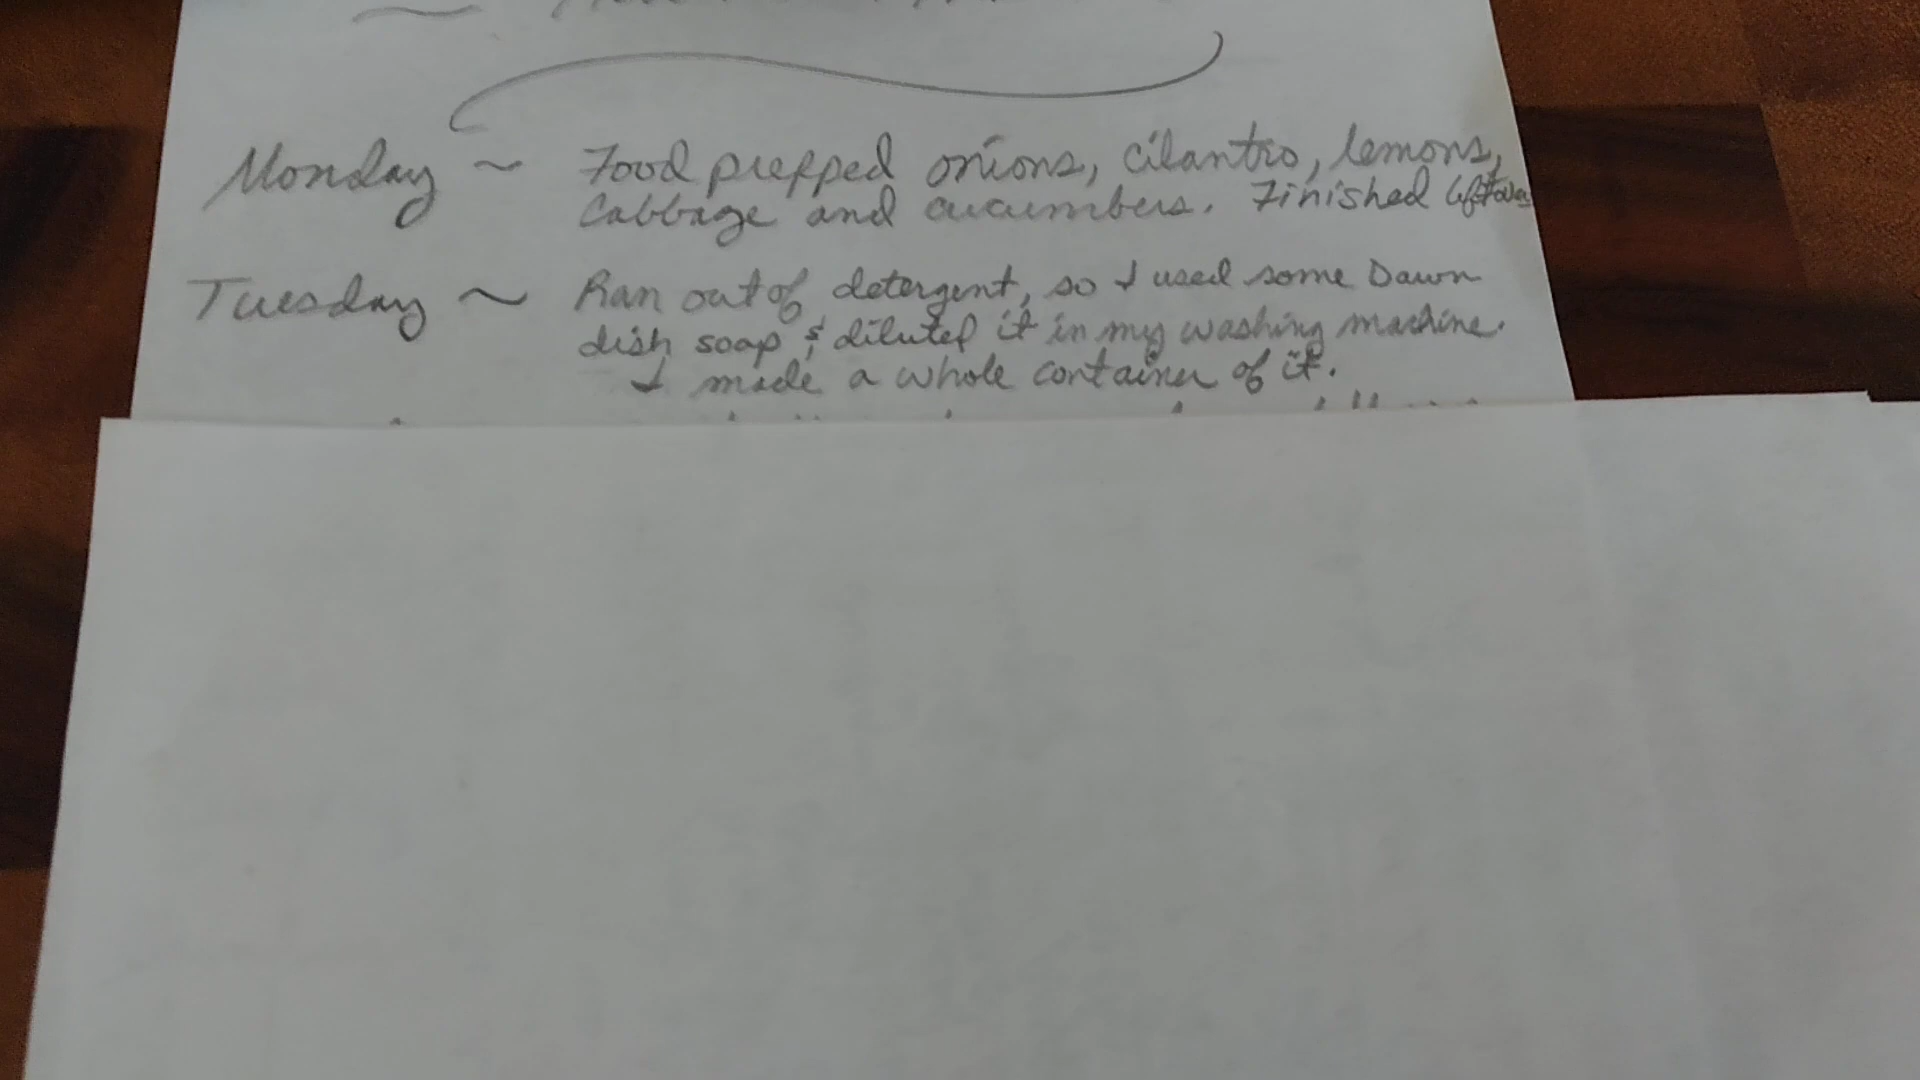 Monday ~ Food prepped onions, cilantro, lemons,
cabbage and cucumbers. Finished leftovers
Tuesday ~ Ran out of detergent, so I used some Dawn
dish soap & diluted it in my washing machine.
I made a whole container of it.